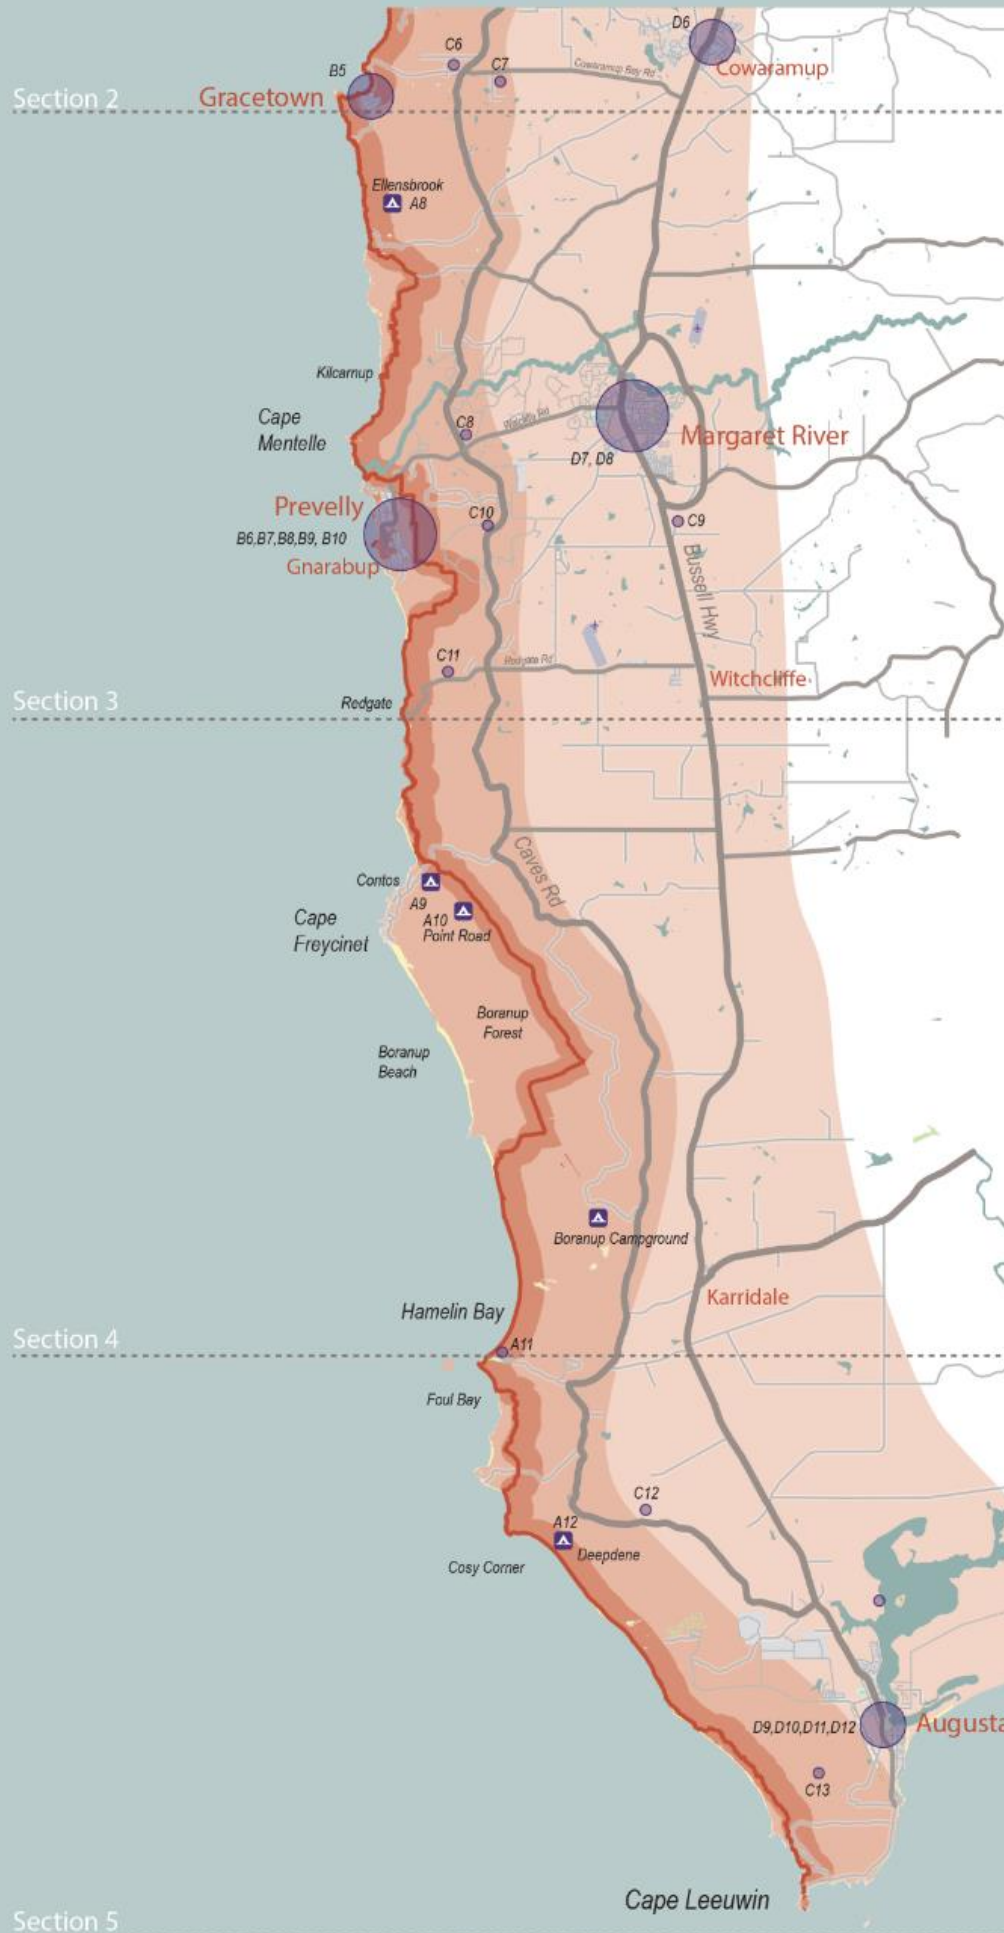 D6
C6
Cowaramup Bay Rd
C7
B5
Cowaramup
Gracetown
Section 2
Ellensbrook
A8
Kilcarnup
Cape
Mentelle
C8
Wallcliffe Rd
Margaret River
D7, D8
Prevelly
C10
C9
B6,B7,B8,B9, B10
Gnarabup
Bussell Hwy
C11
Redgate Rd
Witchcliffe
Redgate
Section 3
Caves Rd
Contos
A9
A10
Point Road
Cape
Freycinet
Boranup
Forest
Boranup
Beach
Boranup Campground
Karridale
Hamelin Bay
A11
Section 4
Foul Bay
C12
A12
Deepdene
Cosy Corner
D9,D10,D11,D12
Augusta
C13
Cape Leeuwin
Section 5